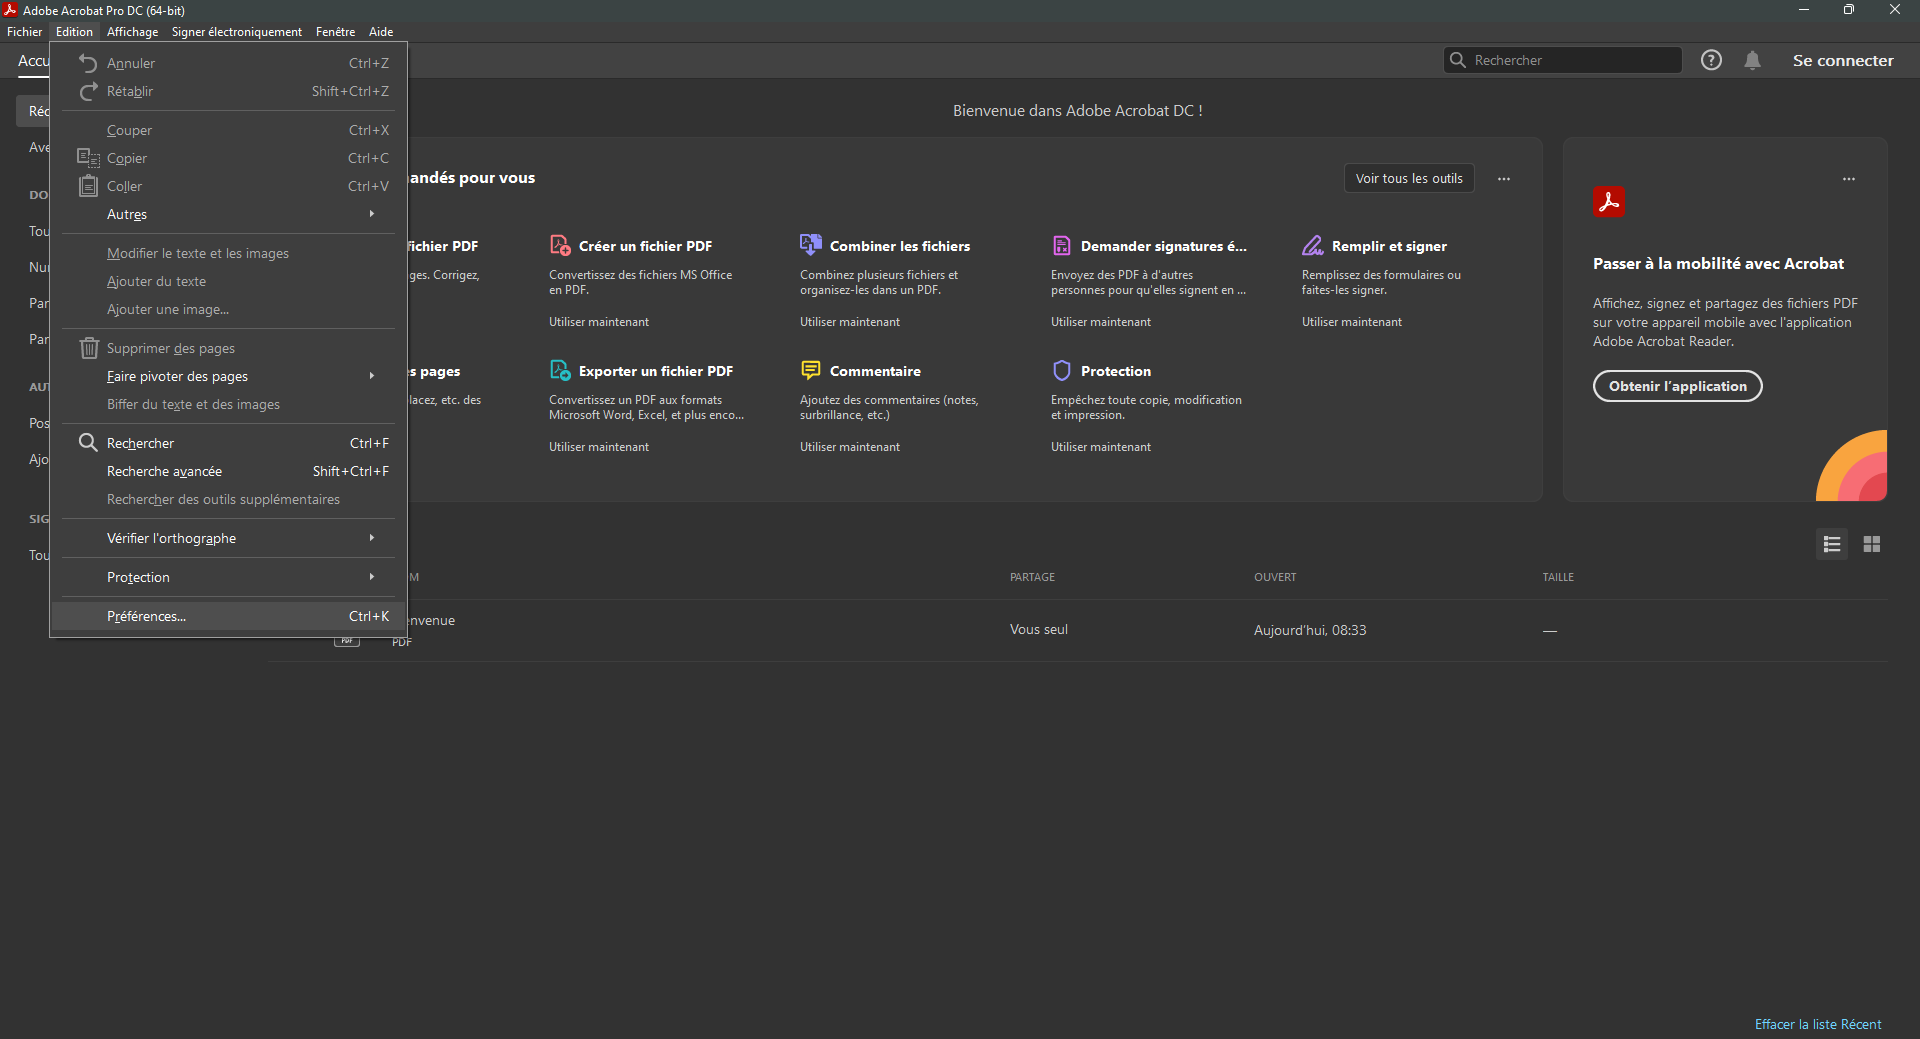 Adobe Acrobat Pro DC (64-bit)
Fichier Edition Affichage Signer électroniquement Fenêtre Aide
Accu
Rechercher
Se connecter
Annuler Ctrl+Z
Rétablir Shift+Ctrl+Z
Couper Ctrl+X
Copier Ctrl+C
Coller Ctrl+V
Autres
Modifier le texte et les images
Ajouter du texte
Ajouter une image...
Supprimer des pages
Faire pivoter des pages
Biffer du texte et des images
Rechercher Ctrl+F
Recherche avancée Shift+Ctrl+F
Rechercher des outils supplémentaires
Vérifier l'orthographe
Protection
Préférences... Ctrl+K
Réc
Ave
DO
Tou
Nur
Par
Par
AUT
Pos
Ajo
SIG
Tou
Bienvenue dans Adobe Acrobat DC !
andés pour vous
Voir tous les outils
...
fichier PDF
ges. Corrigez,
Créer un fichier PDF
Convertissez des fichiers MS Office
en PDF.
Utiliser maintenant
Combiner les fichiers
Combinez plusieurs fichiers et
organisez-les dans un PDF.
Utiliser maintenant
Demander signatures é...
Envoyez des PDF à d'autres
personnes pour qu'elles signent en ...
Utiliser maintenant
Remplir et signer
Remplissez des formulaires ou
faites-les signer.
Utiliser maintenant
s pages
lacez, etc. des
Exporter un fichier PDF
Convertissez un PDF aux formats
Microsoft Word, Excel, et plus enco...
Utiliser maintenant
Commentaire
Ajoutez des commentaires (notes,
surbrillance, etc.)
Utiliser maintenant
Protection
Empêchez toute copie, modification
et impression.
Utiliser maintenant
...
Passer à la mobilité avec Acrobat
Affichez, signez et partagez des fichiers PDF
sur votre appareil mobile avec l'application
Adobe Acrobat Reader.
Obtenir l'application
M PARTAGE OUVERT TAILLE
envenue
PDF
PDF
Vous seul Aujourd'hui, 08:33 —
Effacer la liste Récent